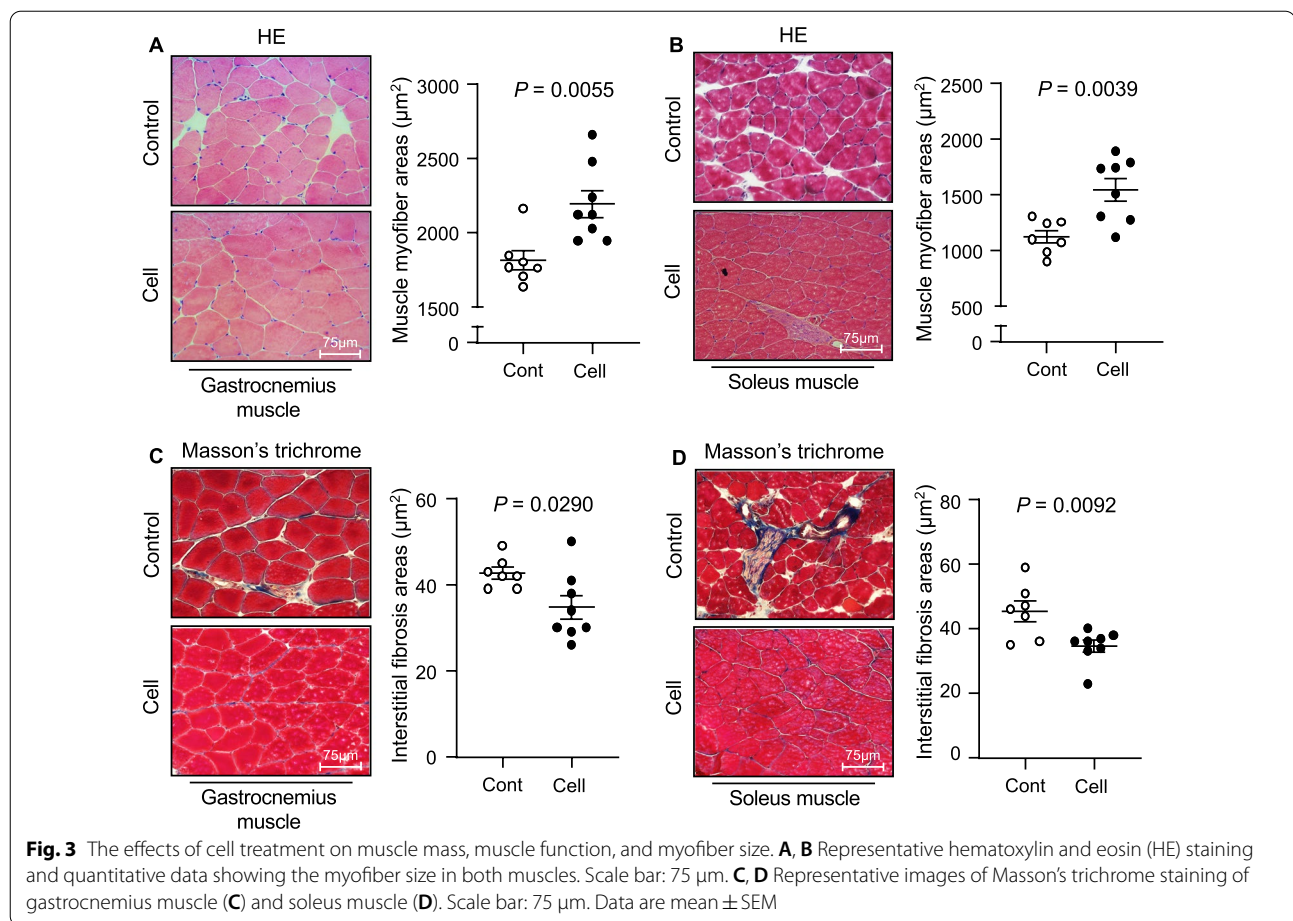 A
HE
Control
Cell
75µm
Gastrocnemius
muscle
Muscle myofiber areas (µm²)
3000
2500
2000
1500
0
P = 0.0055
Cont Cell
B
HE
Control
Cell
75µm
Soleus muscle
Muscle myofiber areas (µm²)
2500
2000
1500
1000
500
0
P = 0.0039
Cont Cell
C
Masson's trichrome
Control
Cell
75µm
Gastrocnemius
muscle
Interstitial fibrosis areas (µm²)
60
40
20
0
P = 0.0290
Cont Cell
D
Masson's trichrome
Control
Cell
75µm
Soleus muscle
Interstitial fibrosis areas (µm²)
80
60
40
20
0
P = 0.0092
Cont Cell
Fig. 3 The effects of cell treatment on muscle mass, muscle function, and myofiber size. A, B Representative hematoxylin and eosin (HE) staining
and quantitative data showing the myofiber size in both muscles. Scale bar: 75 µm. C, D Representative images of Masson's trichrome staining of
gastrocnemius muscle (C) and soleus muscle (D). Scale bar: 75 µm. Data are mean ± SEM